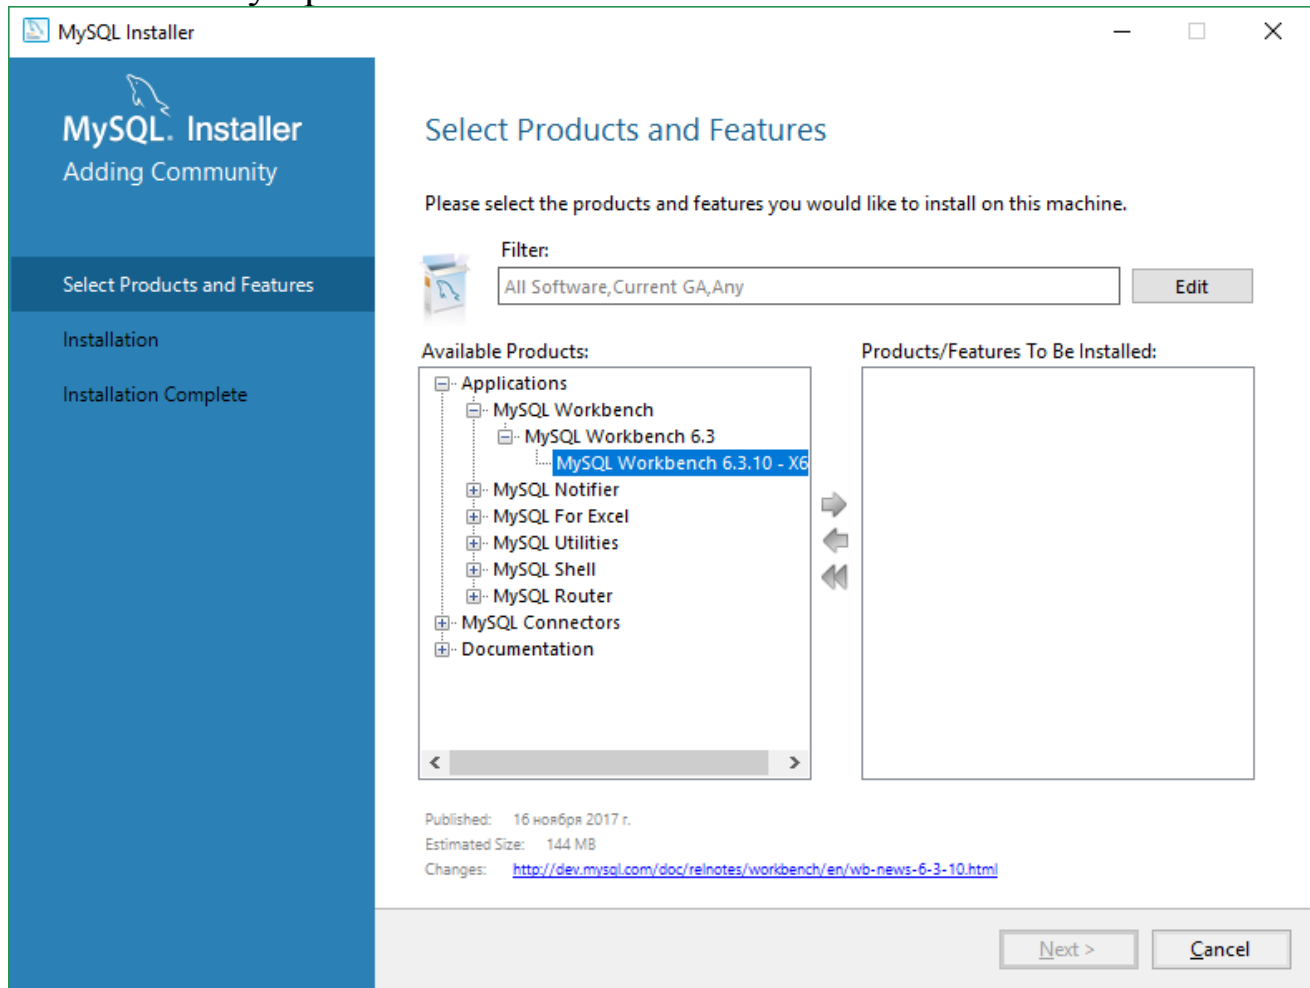 MySQL Installer
MySQL. Installer
Adding Community
Select Products and Features
Installation
Installation Complete
Select Products and Features
Please select the products and features you would like to install on this machine.
Filter:
All Software,Current GA,Any
Edit
Available Products:
Applications
MySQL Workbench
MySQL Workbench 6.3
MySQL Workbench 6.3.10 - X6
MySQL Notifier
MySQL For Excel
MySQL Utilities
MySQL Shell
MySQL Router
MySQL Connectors
Documentation
Products/Features To Be Installed:
Published: 16 ноября 2017 г.
Estimated Size: 144 MB
Changes: http://dev.mysql.com/doc/relnotes/workbench/en/wb-news-6-3-10.html
Next >
Cancel